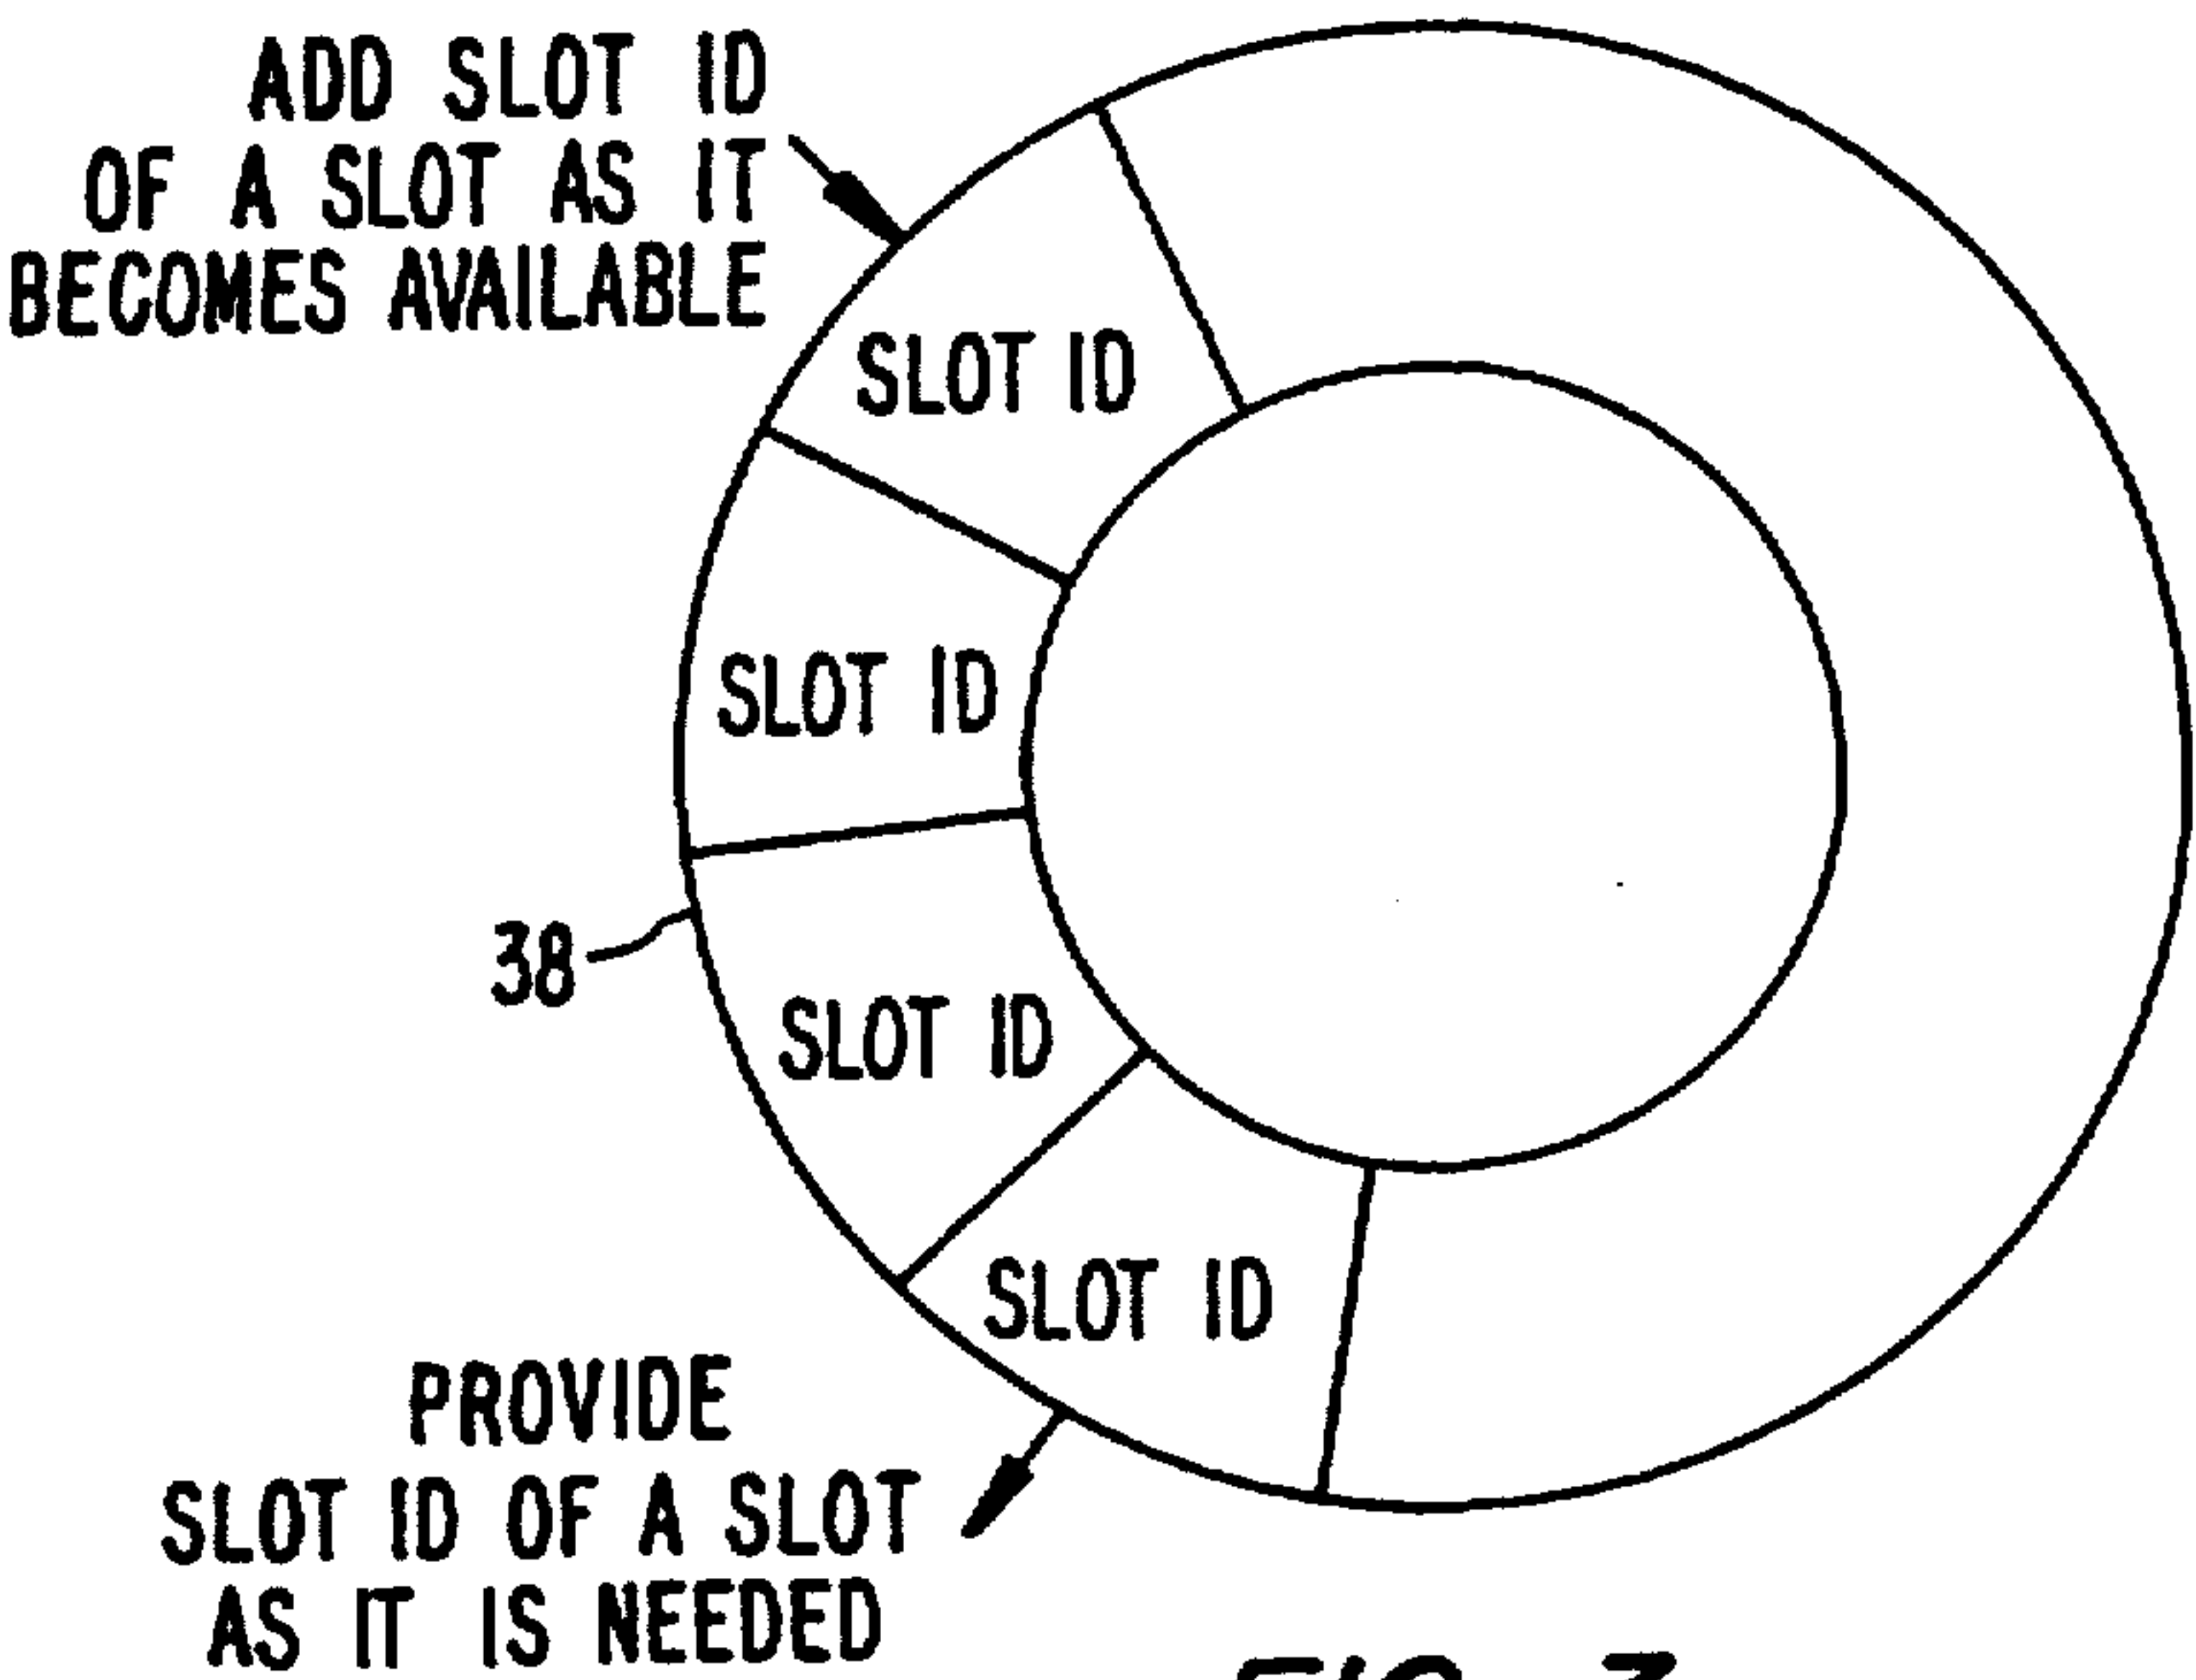 ADD SLOT ID
OF A SLOT AS IT
BECOMES AVAILABLE
SLOT ID
SLOT ID
38
SLOT ID
SLOT ID
PROVIDE
SLOT ID OF A SLOT
AS IT IS NEEDED